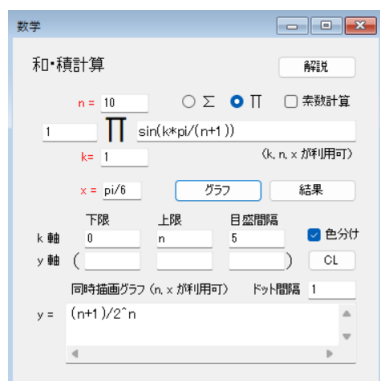 数学
和・積計算 解説
n = 10 Σ Π 素数計算
1 Π sin(k*pi/(n+1))
k= 1 (k, n, x が利用可)
x = pi/6 グラフ 結果
下限 上限 目盛間隔
k 軸 0 n 5 色分け
y 軸 ( ) CL
同時描画グラフ (n, x が利用可) ドット間隔 1
y = (n+1)/2^n